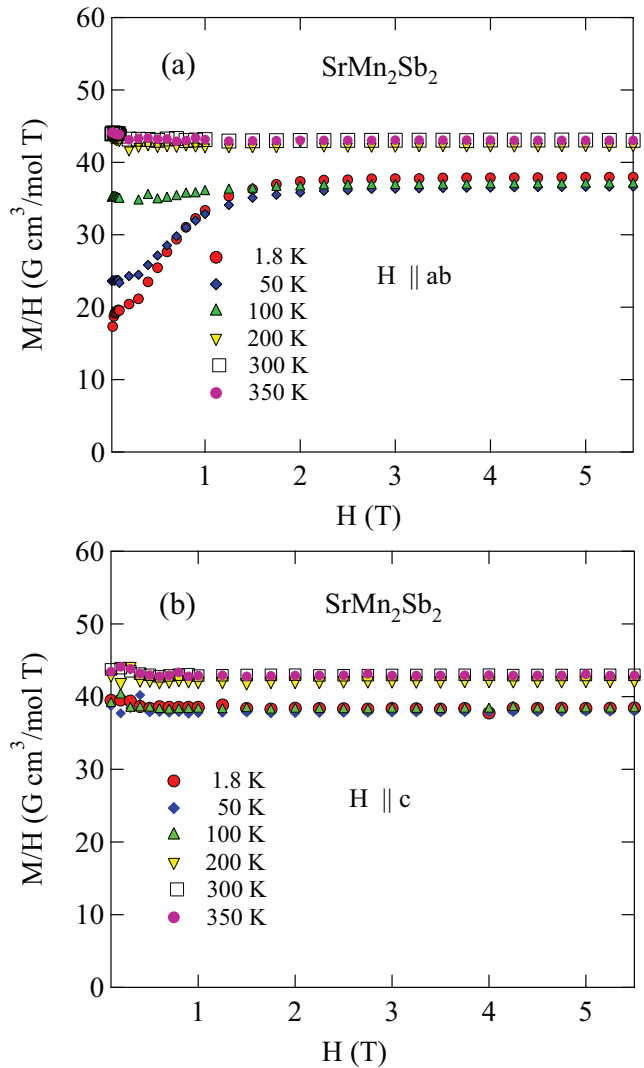 60
(a)
SrMn₂Sb₂
50
40
30
20
10
0
M/H (G cm³/mol T)
1.8 K
50 K
100 K
200 K
300 K
350 K
H || ab
1
2
3
4
5
H (T)
60
(b)
SrMn₂Sb₂
50
40
30
20
10
0
M/H (G cm³/mol T)
1.8 K
50 K
100 K
200 K
300 K
350 K
H || c
1
2
3
4
5
H (T)